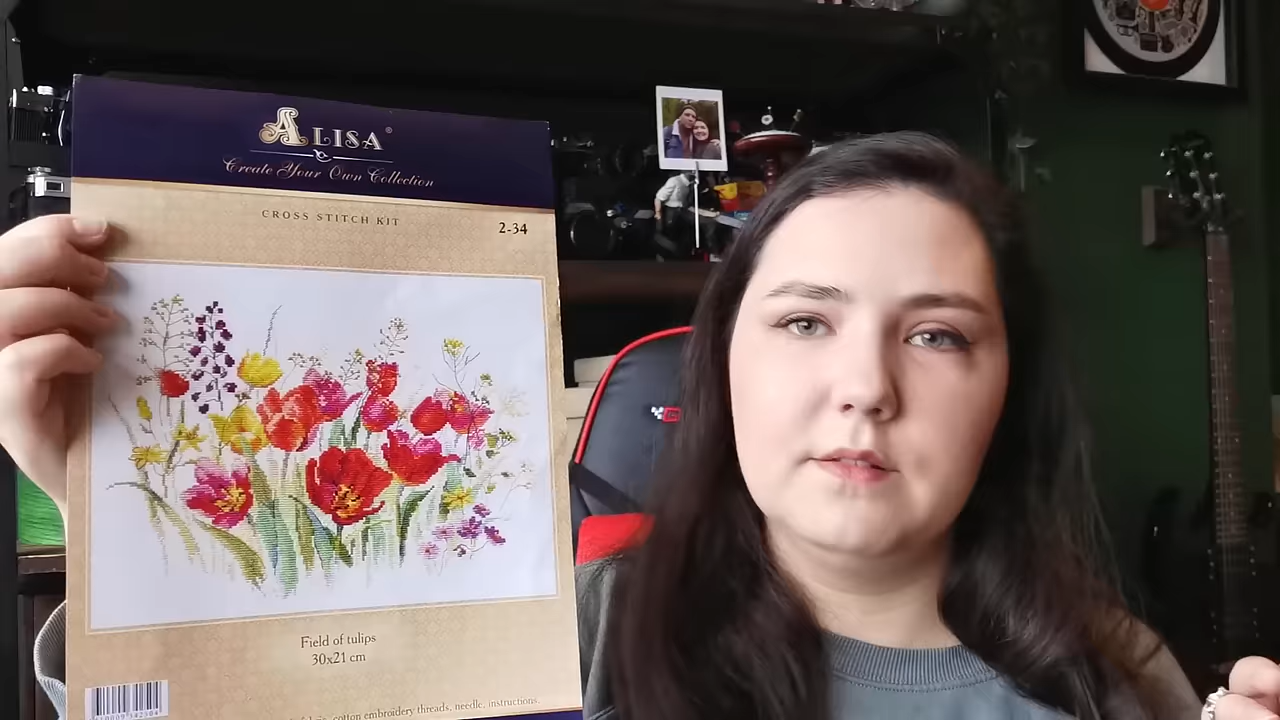 ALISA®
Create Your Own Collection
CROSS STITCH KIT
2-34
Field of tulips
30x21 cm
cotton embroidery threads, needle, instructions.